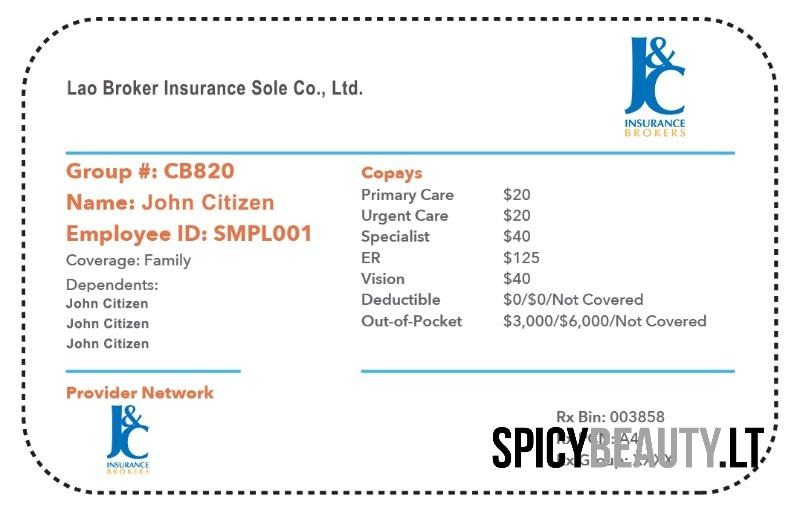 Lao Broker Insurance Sole Co., Ltd.
J&C
INSURANCE
BROKERS
Group #: CB820
Name: John Citizen
Employee ID: SMPL001
Coverage: Family
Dependents:
John Citizen
John Citizen
John Citizen
Copays
Primary Care $20
Urgent Care $20
Specialist $40
ER $125
Vision $40
Deductible $0/$0/Not Covered
Out-of-Pocket $3,000/$6,000/Not Covered
Provider Network
J&C
INSURANCE
BROKERS
Rx Bin: 003858
Rx PCN: A4
Rx Group: XXXX
SPICYBEAUTY.LT